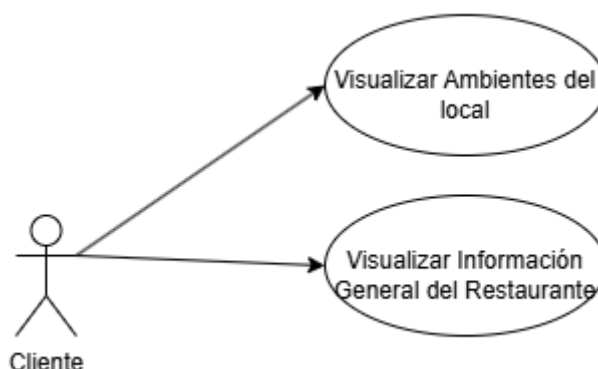 Visualizar Ambientes del
local
Visualizar Información
General del Restaurante
Cliente